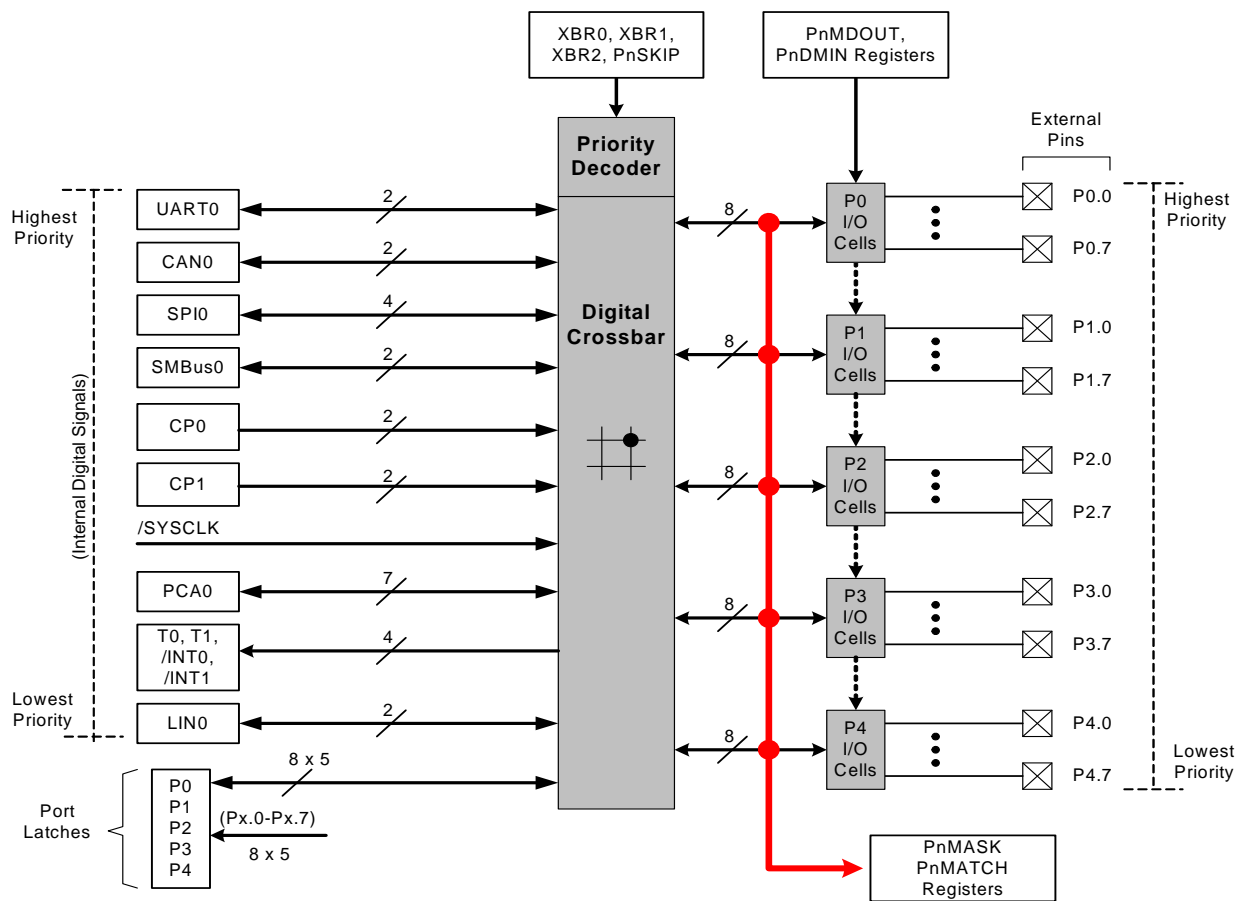 XBR0, XBR1,
XBR2, PnSKIP
PnMDOUT,
PnDMIN Registers
External
Pins
Priority
Decoder
Digital
Crossbar
Highest
Priority
(Internal Digital Signals)
Lowest
Priority
UART0
2
CAN0
2
SPI0
4
SMBus0
2
CP0
2
CP1
2
/SYSCLK
PCA0
7
T0, T1,
/INT0,
/INT1
4
LIN0
2
Port
Latches
P0
P1
P2
P3
P4
8 x 5
(Px.0-Px.7)
8 x 5
8
P0
I/O
Cells
P0.0
P0.7
8
P1
I/O
Cells
P1.0
P1.7
8
P2
I/O
Cells
P2.0
P2.7
8
P3
I/O
Cells
P3.0
P3.7
8
P4
I/O
Cells
P4.0
P4.7
Highest
Priority
Lowest
Priority
PnMASK
PnMATCH
Registers